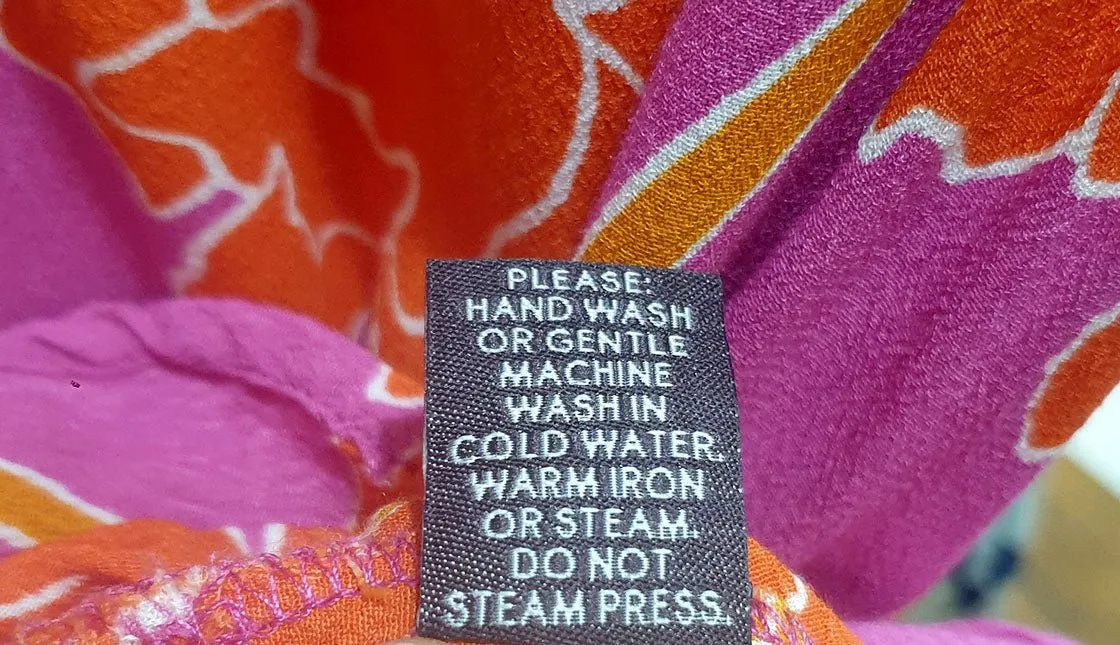 PLEASE:
HAND WASH
OR GENTLE
MACHINE
WASH IN
COLD WATER.
WARM IRON
OR STEAM.
DO NOT
STEAM PRESS.